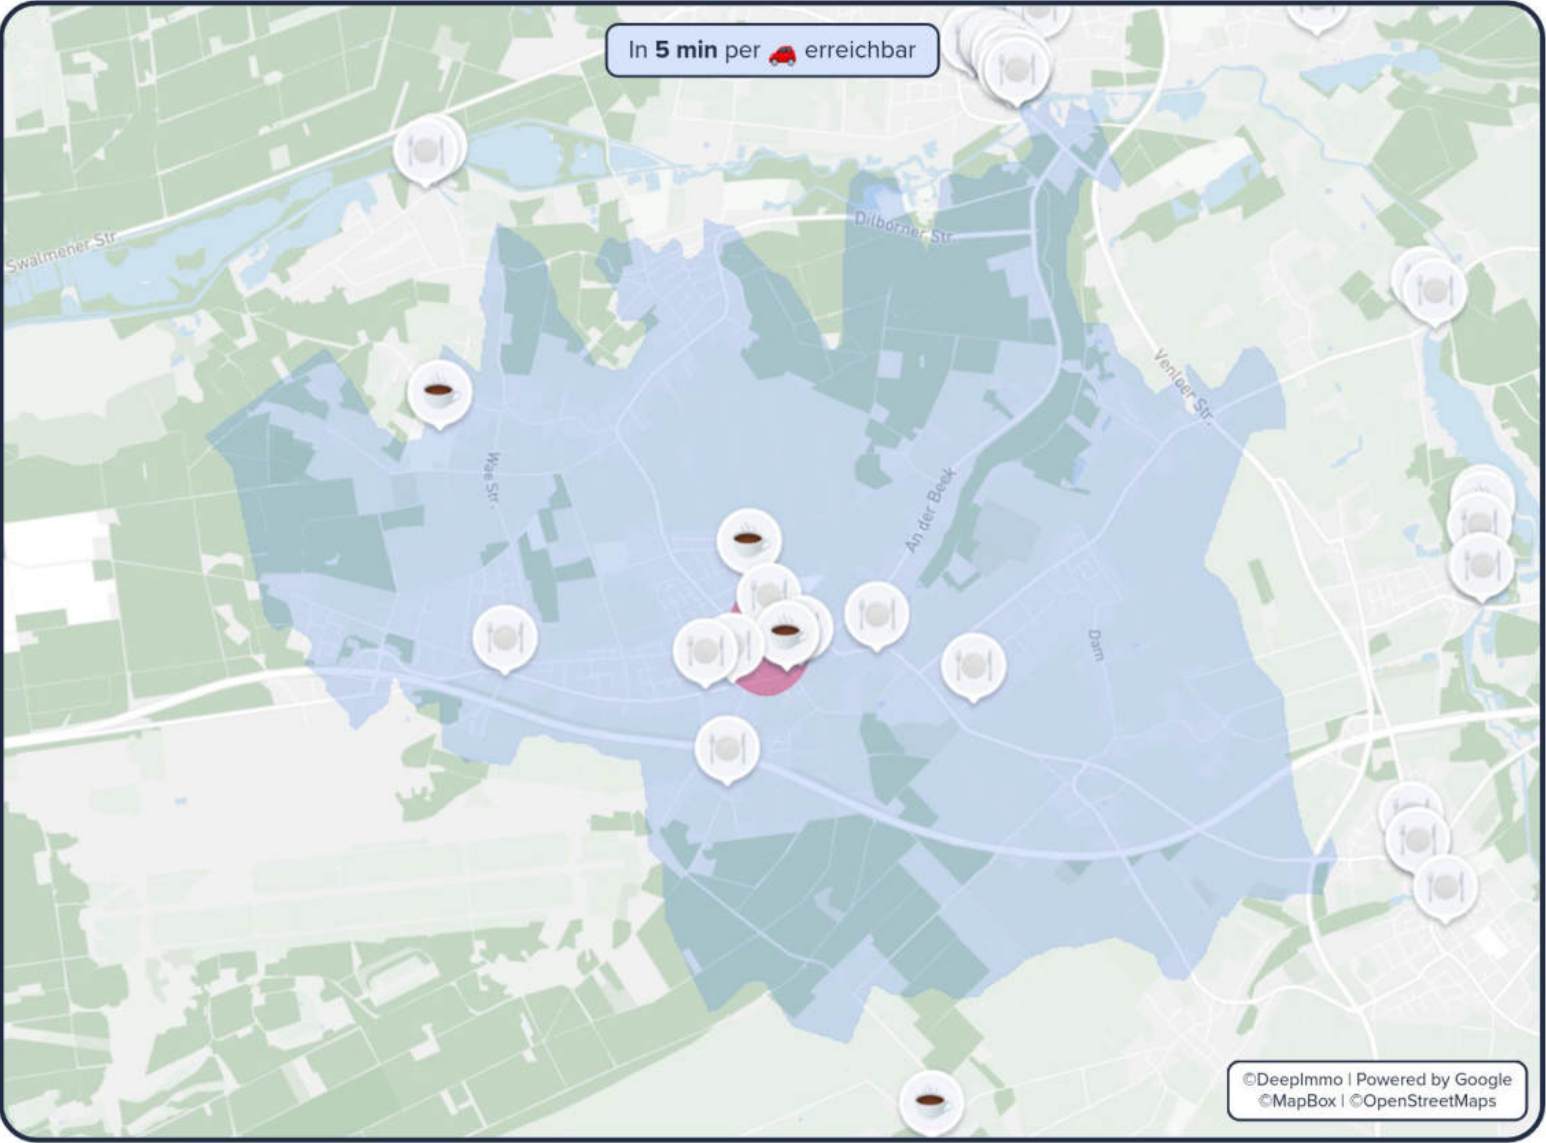 In 5 min per 🚗 erreichbar
Swalmener Str.
Dilborner Str.
Venloer Str.
Wae Str.
An der Beek
Dam
©DeepImmo | Powered by Google
©MapBox | ©OpenStreetMaps